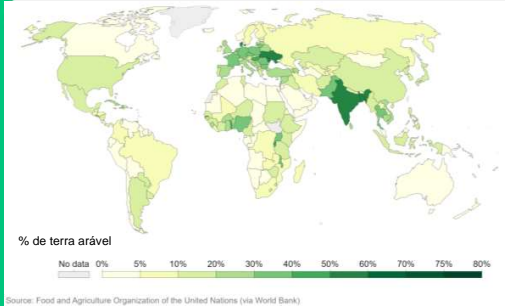 % de terra arável
No data 0% 5% 10% 20% 30% 40% 50% 60% 70% 75% 80%
Source: Food and Agriculture Organization of the United Nations (via World Bank)